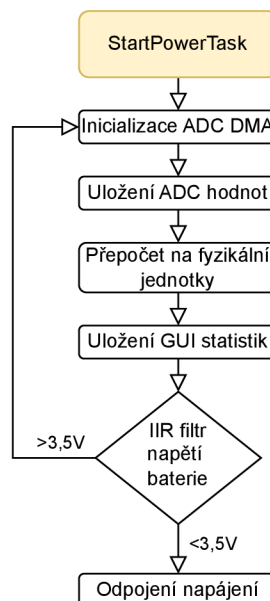 StartPowerTask
Inicializace ADC DMA
Uložení ADC hodnot
Přepočet na fyzikální
jednotky
Uložení GUI statistik
IIR filtr
napětí
baterie
>3,5V
<3,5V
Odpojení napájení